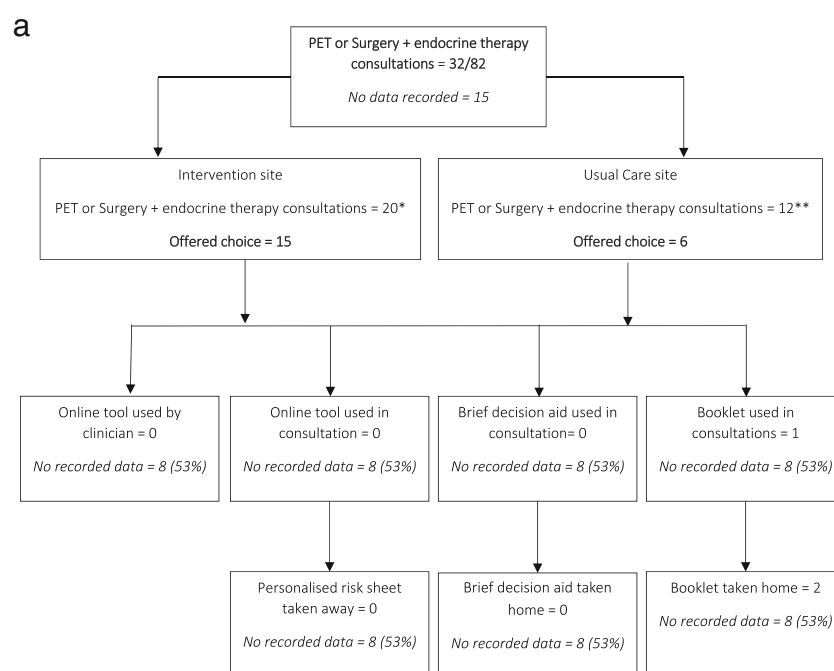 a
PET or Surgery + endocrine therapy
consultations = 32/82
No data recorded = 15
Intervention site
PET or Surgery + endocrine therapy consultations = 20*
Offered choice = 15
Usual Care site
PET or Surgery + endocrine therapy consultations = 12**
Offered choice = 6
Online tool used by
clinician = 0
No recorded data = 8 (53%)
Online tool used in
consultation = 0
No recorded data = 8 (53%)
Brief decision aid used in
consultation= 0
No recorded data = 8 (53%)
Booklet used in
consultations = 1
No recorded data = 8 (53%)
Personalised risk sheet
taken away = 0
No recorded data = 8 (53%)
Brief decision aid taken
home = 0
No recorded data = 8 (53%)
Booklet taken home = 2
No recorded data = 8 (53%)